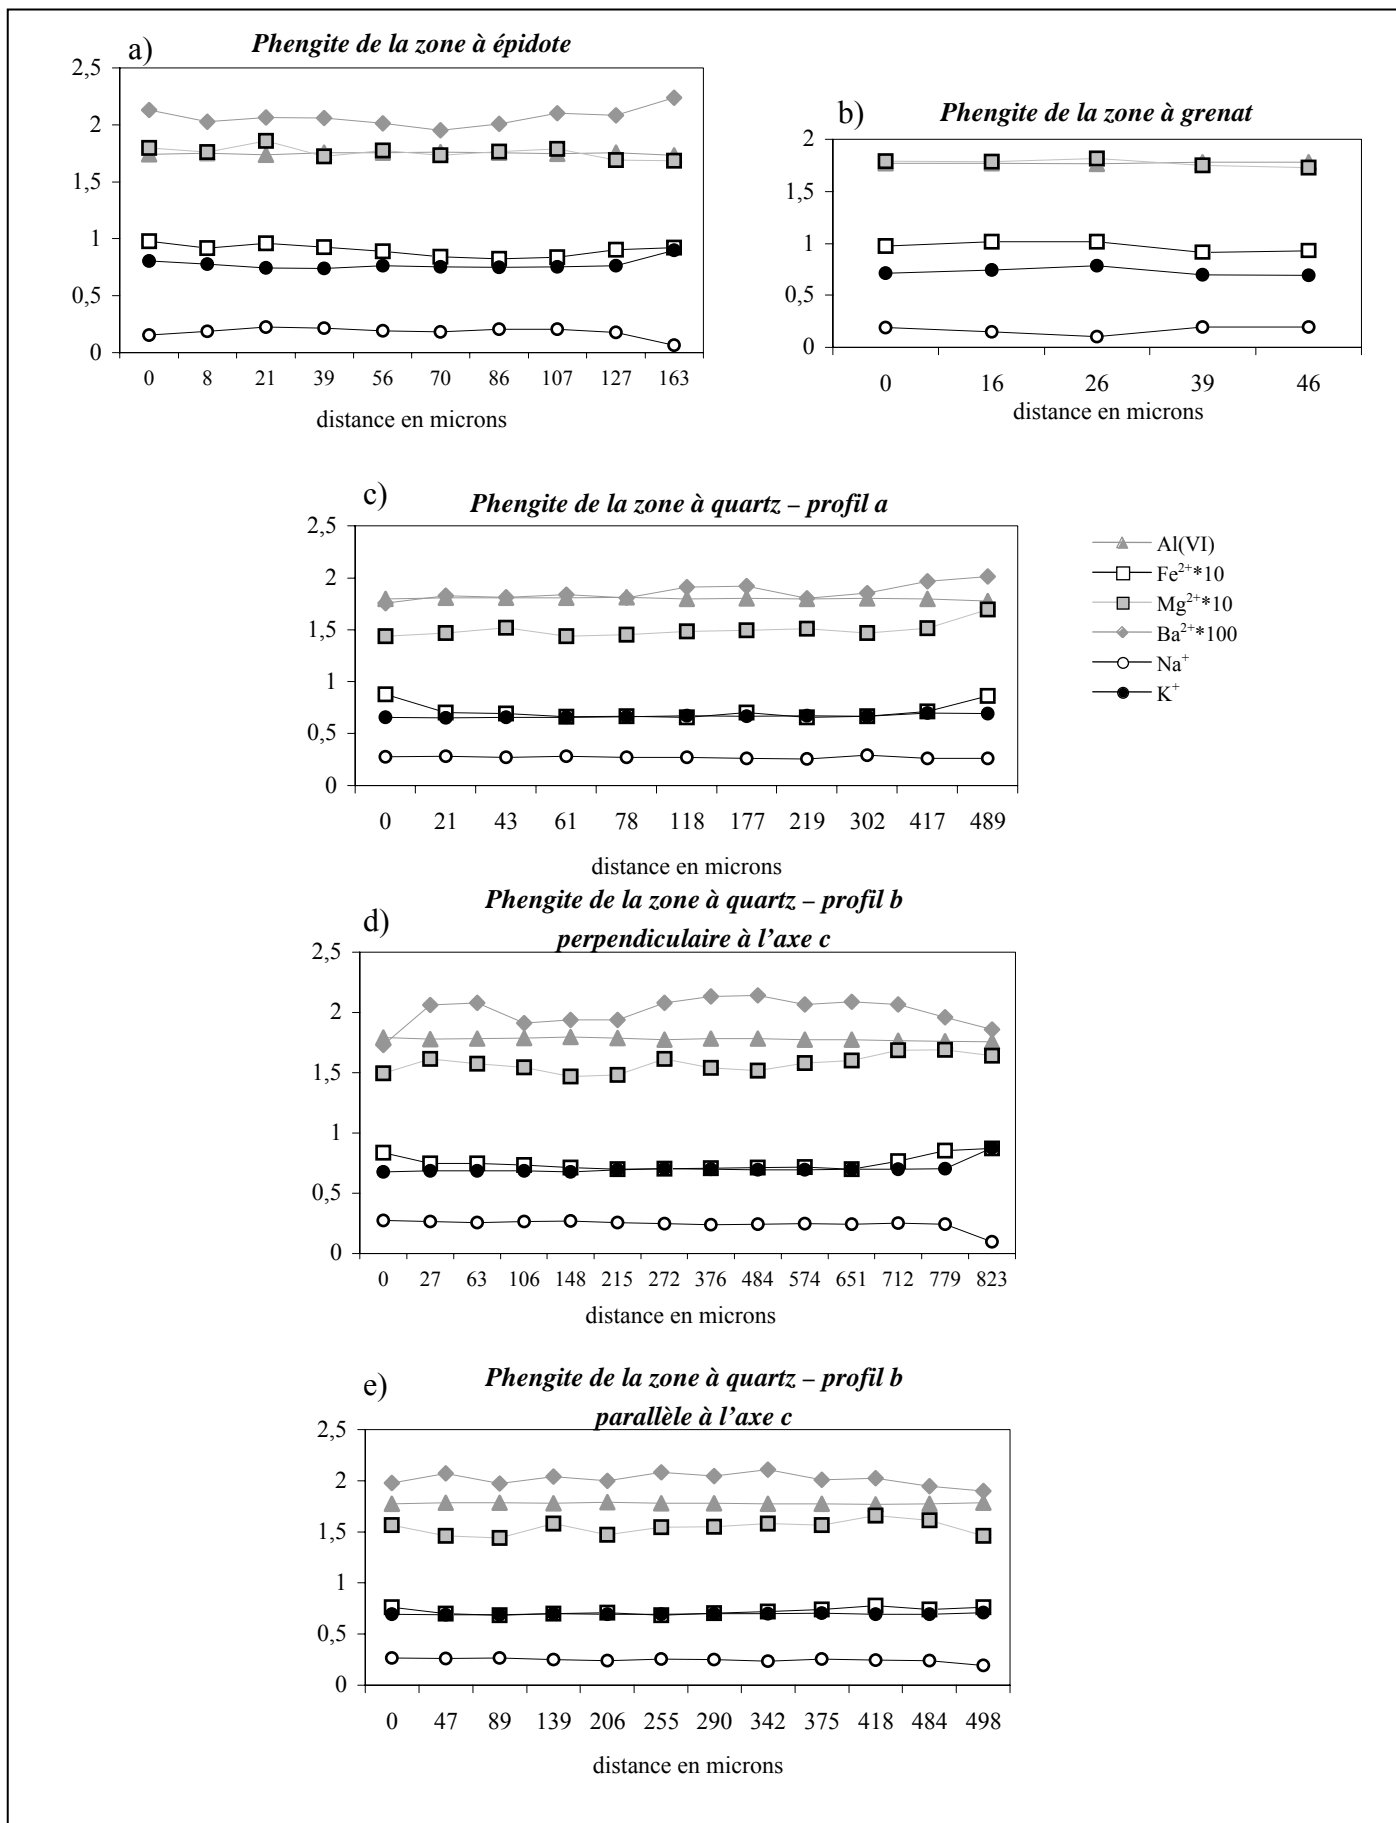 a)
Phengite de la zone à épidote
2,5
2
1,5
1
0,5
0
0 8 21 39 56 70 86 107 127 163
distance en microns
b)
Phengite de la zone à grenat
2
1,5
1
0,5
0
0 16 26 39 46
distance en microns
c)
Phengite de la zone à quartz – profil a
2,5
2
1,5
1
0,5
0
0 21 43 61 78 118 177 219 302 417 489
distance en microns
Al(VI)
Fe²⁺*10
Mg²⁺*10
Ba²⁺*100
Na⁺
K⁺
d)
Phengite de la zone à quartz – profil b
perpendiculaire à l’axe c
2,5
2
1,5
1
0,5
0
0 27 63 106 148 215 272 376 484 574 651 712 779 823
distance en microns
e)
Phengite de la zone à quartz – profil b
parallèle à l’axe c
2,5
2
1,5
1
0,5
0
0 47 89 139 206 255 290 342 375 418 484 498
distance en microns